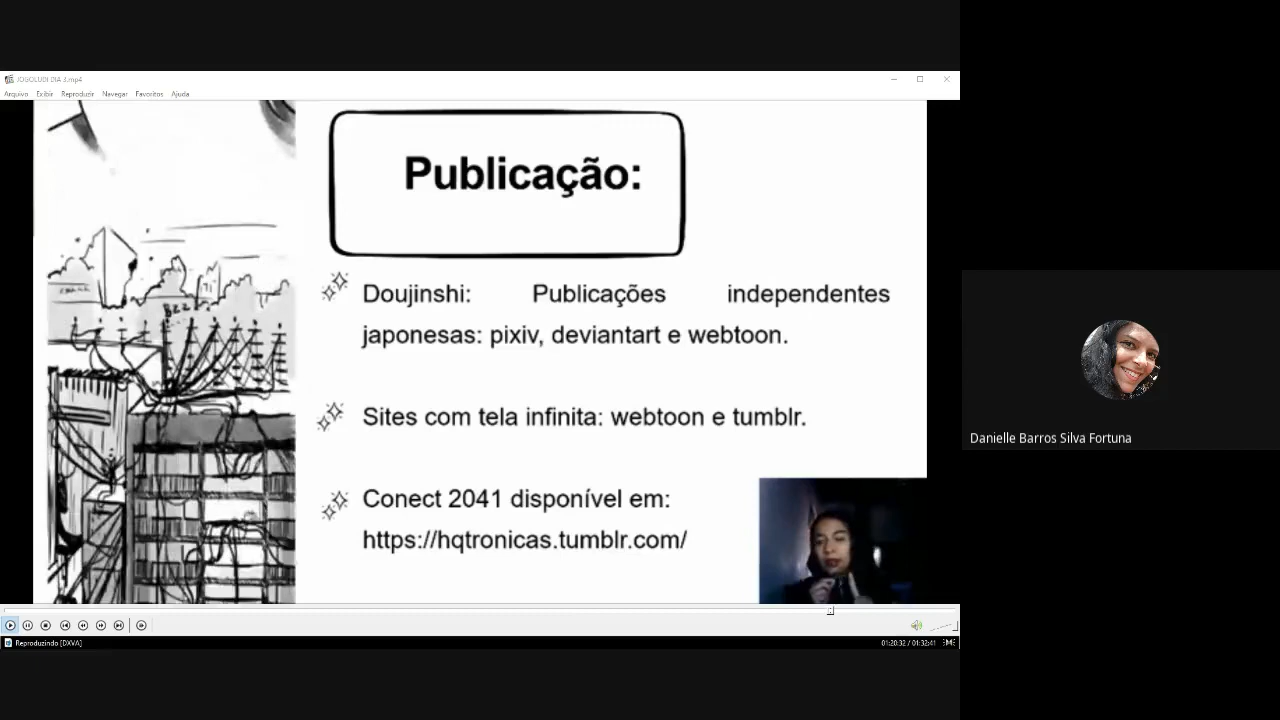 JOGOLUDI DIA 3.mp4
Arquivo Exibir Reproduzir Navegar Favoritos Ajuda
Publicação:
Doujinshi: Publicações independentes
japonesas: pixiv, deviantart e webtoon.
Sites com tela infinita: webtoon e tumblr.
Conect 2041 disponível em:
https://hqtronicas.tumblr.com/
Danielle Barros Silva Fortuna
Reproduzindo [DXVA]
01:20:32 / 01:32:41